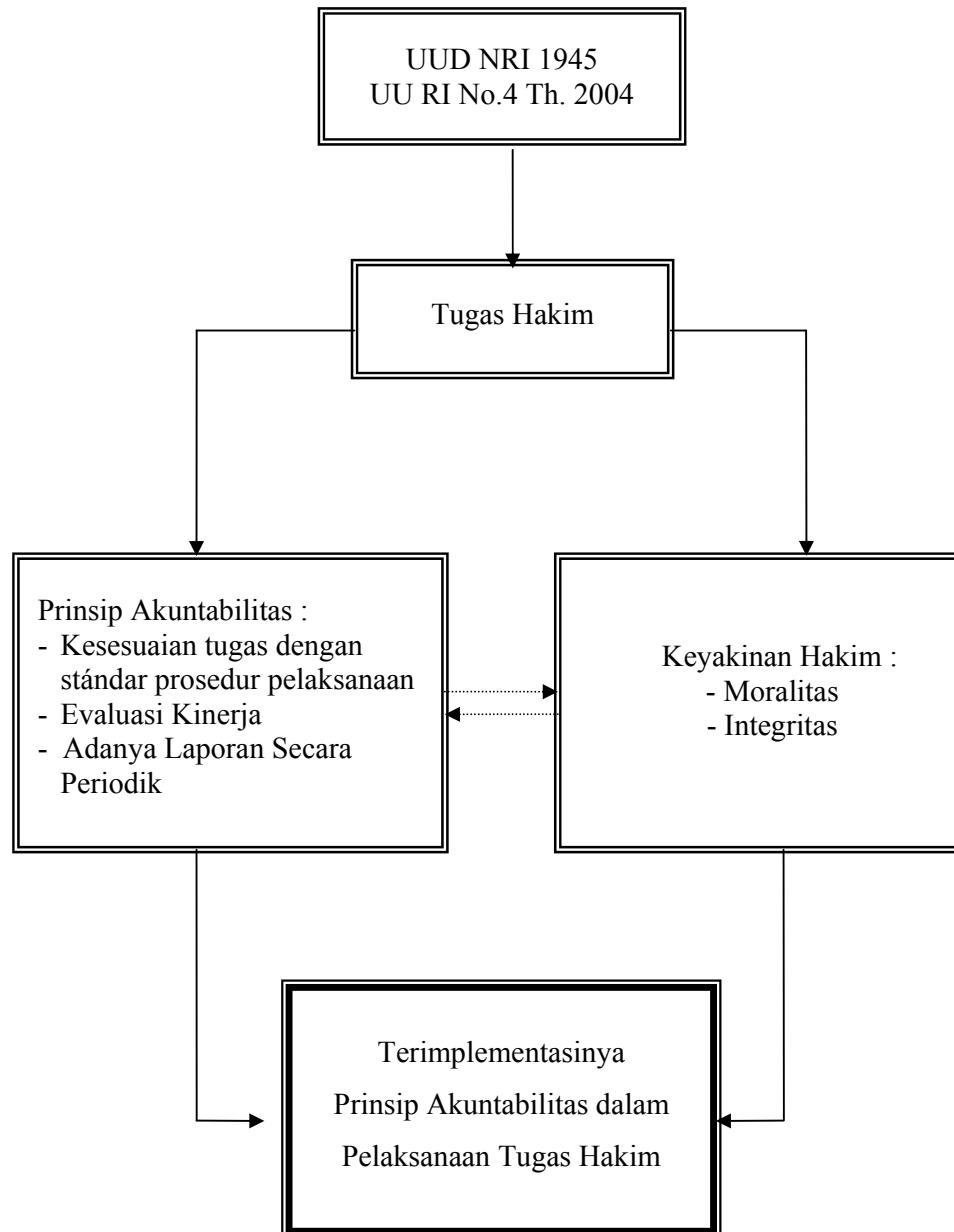 UUD NRI 1945
UU RI No.4 Th. 2004
Tugas Hakim
Prinsip Akuntabilitas :
- Kesesuaian tugas dengan
stándar prosedur pelaksanaan
- Evaluasi Kinerja
- Adanya Laporan Secara
Periodik
Keyakinan Hakim :
- Moralitas
- Integritas
Terimplementasinya
Prinsip Akuntabilitas dalam
Pelaksanaan Tugas Hakim